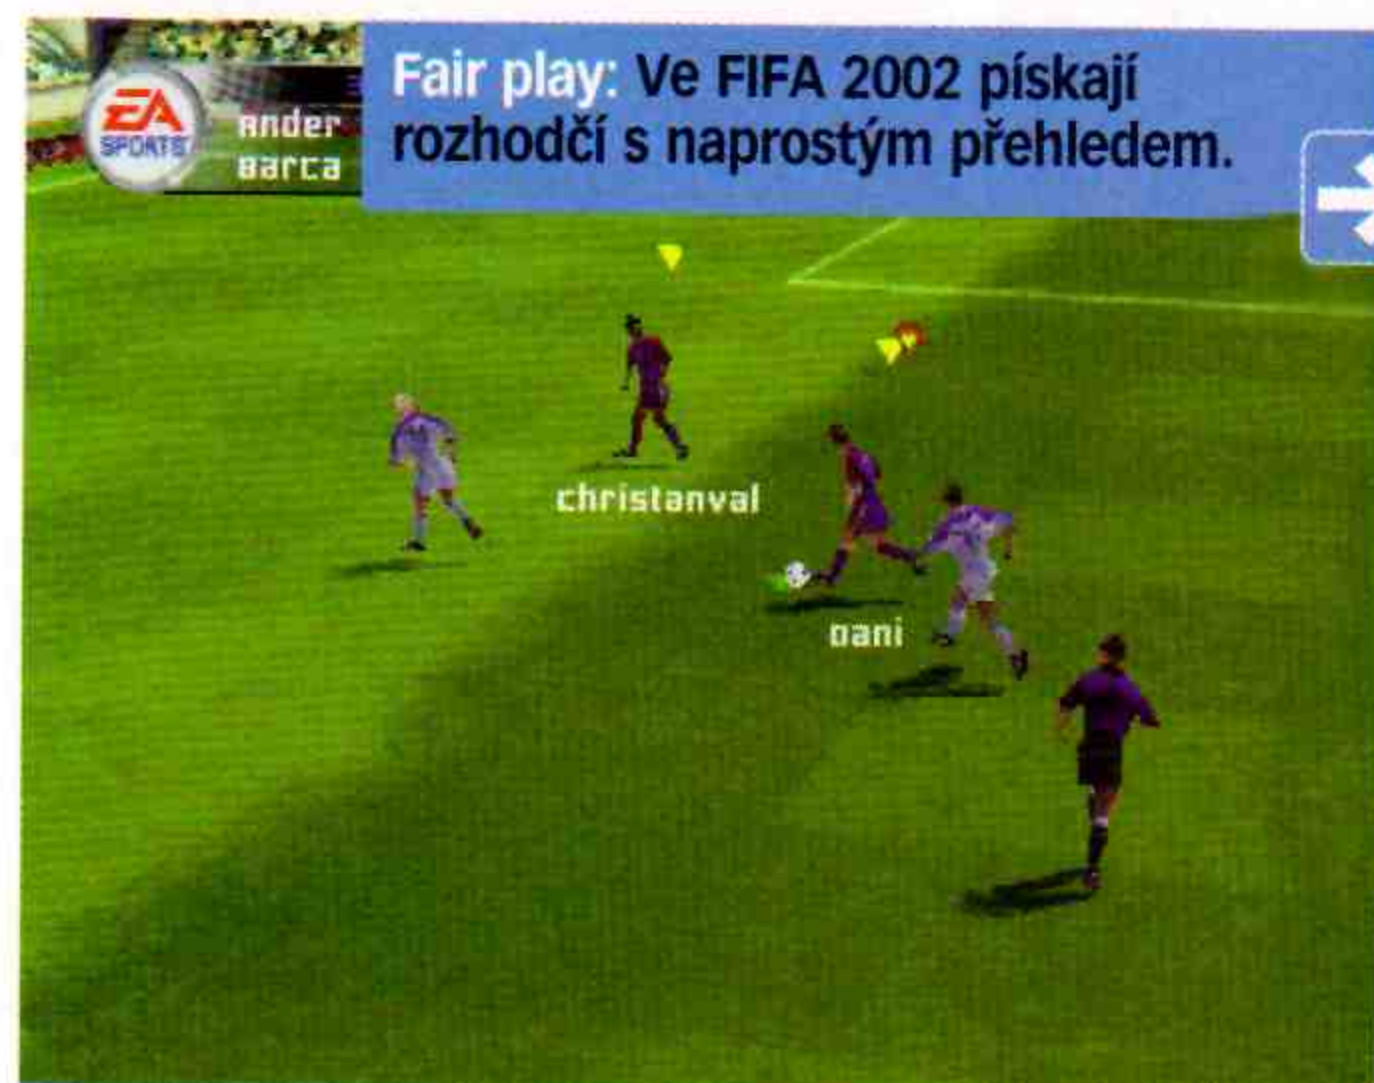 EA
SPORTS
Ander
Barca
Fair play: Ve FIFA 2002 pískají
rozhodčí s naprostým přehledem.
christanval
Dani